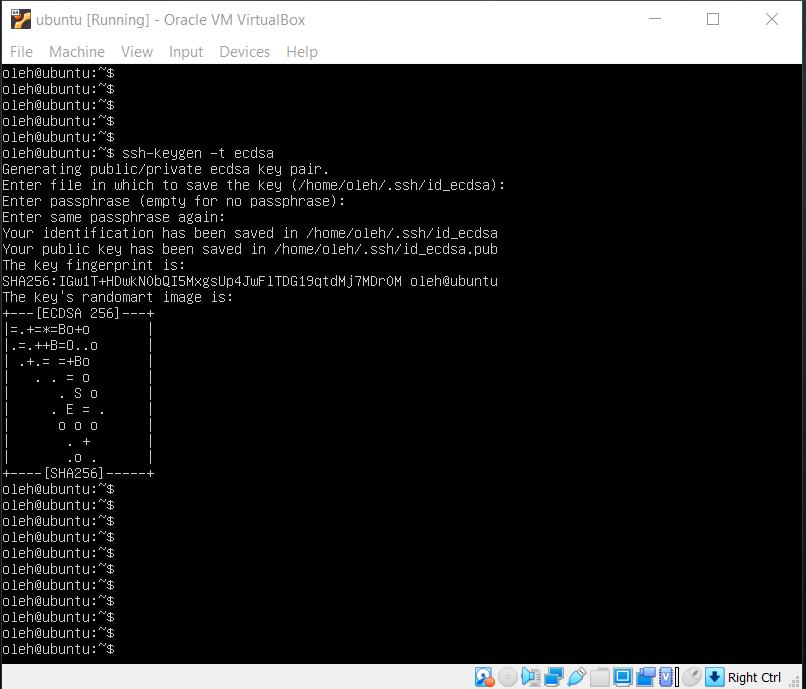 ubuntu [Running] - Oracle VM VirtualBox
File Machine View Input Devices Help
oleh@ubuntu:~$
oleh@ubuntu:~$
oleh@ubuntu:~$
oleh@ubuntu:~$
oleh@ubuntu:~$
oleh@ubuntu:~$ ssh-keygen -t ecdsa
Generating public/private ecdsa key pair.
Enter file in which to save the key (/home/oleh/.ssh/id_ecdsa):
Enter passphrase (empty for no passphrase):
Enter same passphrase again:
Your identification has been saved in /home/oleh/.ssh/id_ecdsa
Your public key has been saved in /home/oleh/.ssh/id_ecdsa.pub
The key fingerprint is:
SHA256:IGw1T+HDwkNObQI5MxgsUp4JwFlTDG19qtdMj7MDrOM oleh@ubuntu
The key's randomart image is:
+---[ECDSA 256]---+
|=.+=*=Bo+o       |
|.=.++B=O..o      |
| .+.= =+Bo       |
|   . . = o       |
|      . S o      |
|     . E = .     |
|      o o o      |
|       . +       |
|       .o .      |
+----[SHA256]-----+
oleh@ubuntu:~$
oleh@ubuntu:~$
oleh@ubuntu:~$
oleh@ubuntu:~$
oleh@ubuntu:~$
oleh@ubuntu:~$
oleh@ubuntu:~$
oleh@ubuntu:~$
oleh@ubuntu:~$
oleh@ubuntu:~$
oleh@ubuntu:~$
Right Ctrl